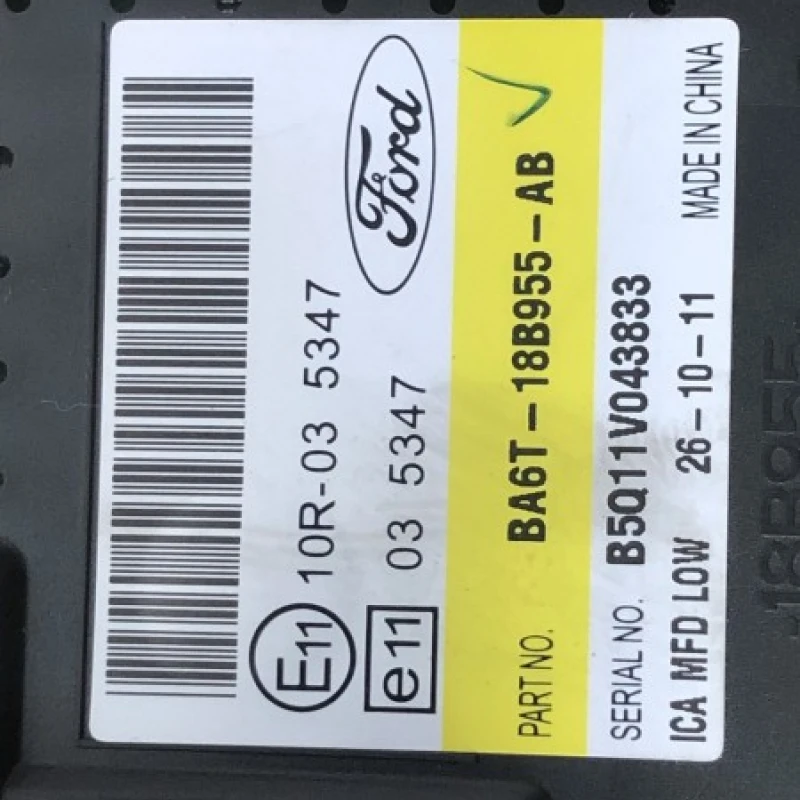 Ford
E11 10R-03 5347
e11 03 5347
PART NO. BA6T-18B955-AB
SERIAL NO. B5Q11V043833
ICA MFD LOW 26-10-11 MADE IN CHINA
18B955